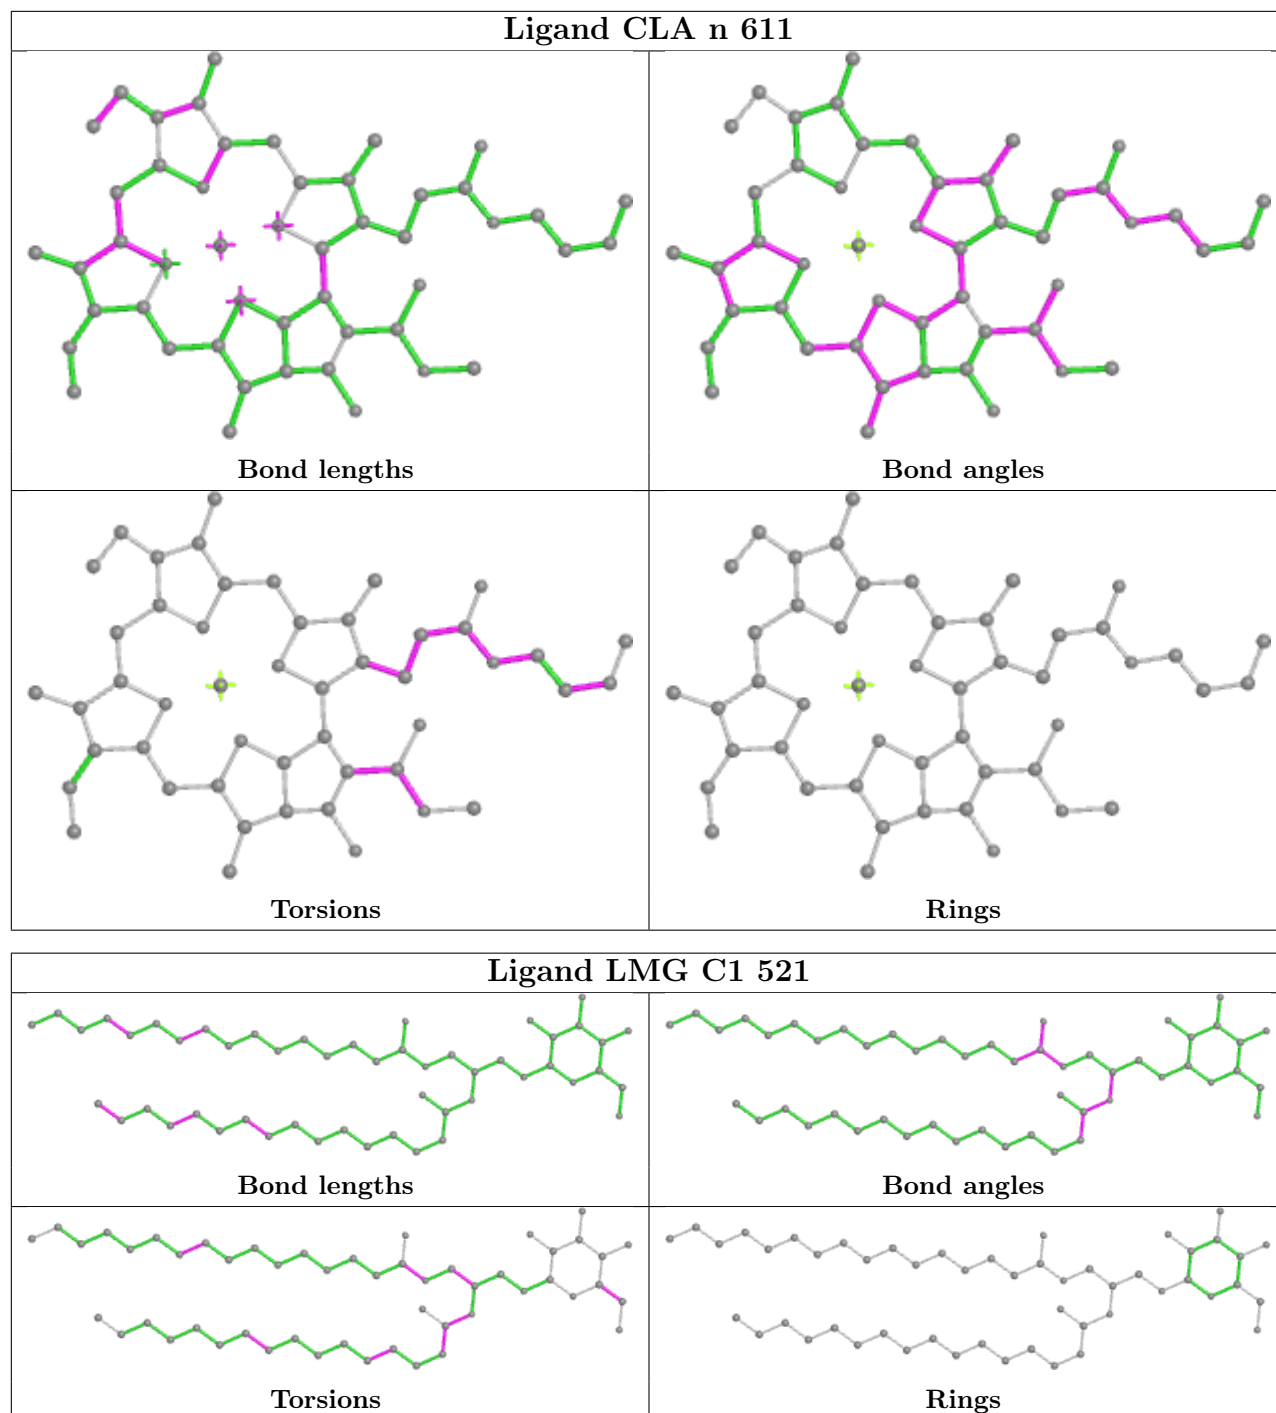 Ligand CLA n 611
Bond lengths
Bond angles
Torsions
Rings
Ligand LMG C1 521
Bond lengths
Bond angles
Torsions
Rings